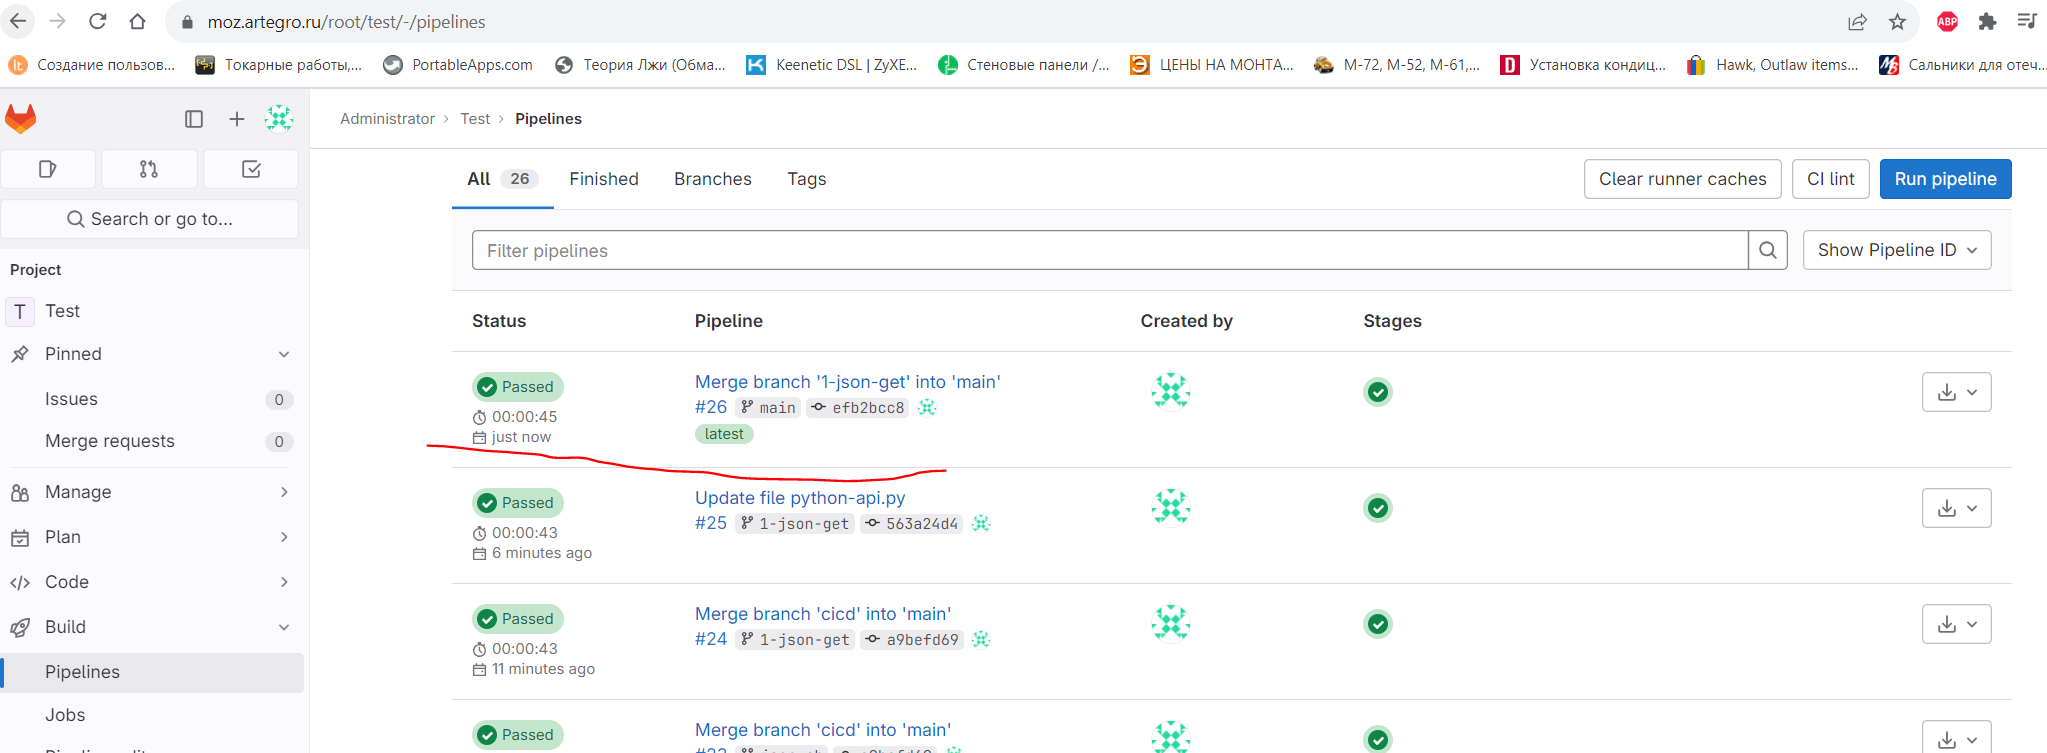 moz.artegro.ru/root/test/-/pipelines
ABP
lt Создание пользов... Токарные работы,... PortableApps.com Теория Лжи (Обма... Keenetic DSL | ZyXE... Стеновые панели /... ЦЕНЫ НА МОНТА... М-72, М-52, М-61,... Установка кондиц... Hawk, Outlaw items... Сальники для отеч...
Administrator > Test > Pipelines
Search or go to...
Project
T Test
Pinned
Issues 0
Merge requests 0
Manage
Plan
Code
Build
Pipelines
Jobs
All 26 Finished Branches Tags Clear runner caches CI lint Run pipeline
Filter pipelines Show Pipeline ID
Status Pipeline Created by Stages
Passed Merge branch '1-json-get' into 'main'
00:00:45 #26 main efb2bcc8
just now latest
Passed Update file python-api.py
00:00:43 #25 1-json-get 563a24d4
6 minutes ago
Passed Merge branch 'cicd' into 'main'
00:00:43 #24 1-json-get a9befd69
11 minutes ago
Passed Merge branch 'cicd' into 'main'